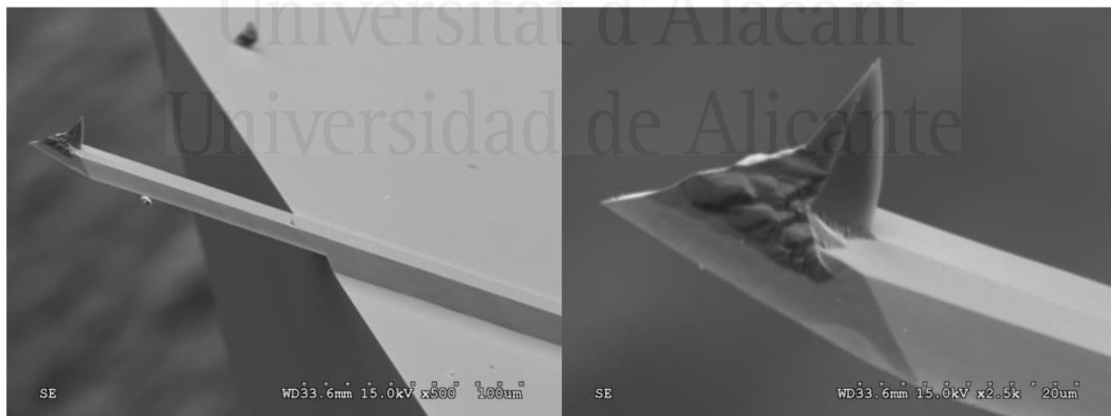 Universitat d'Alacant
Universidad de Alicante
SE WD33.6mm 15.0kV x500 100um
SE WD33.6mm 15.0kV x2.5k 20um